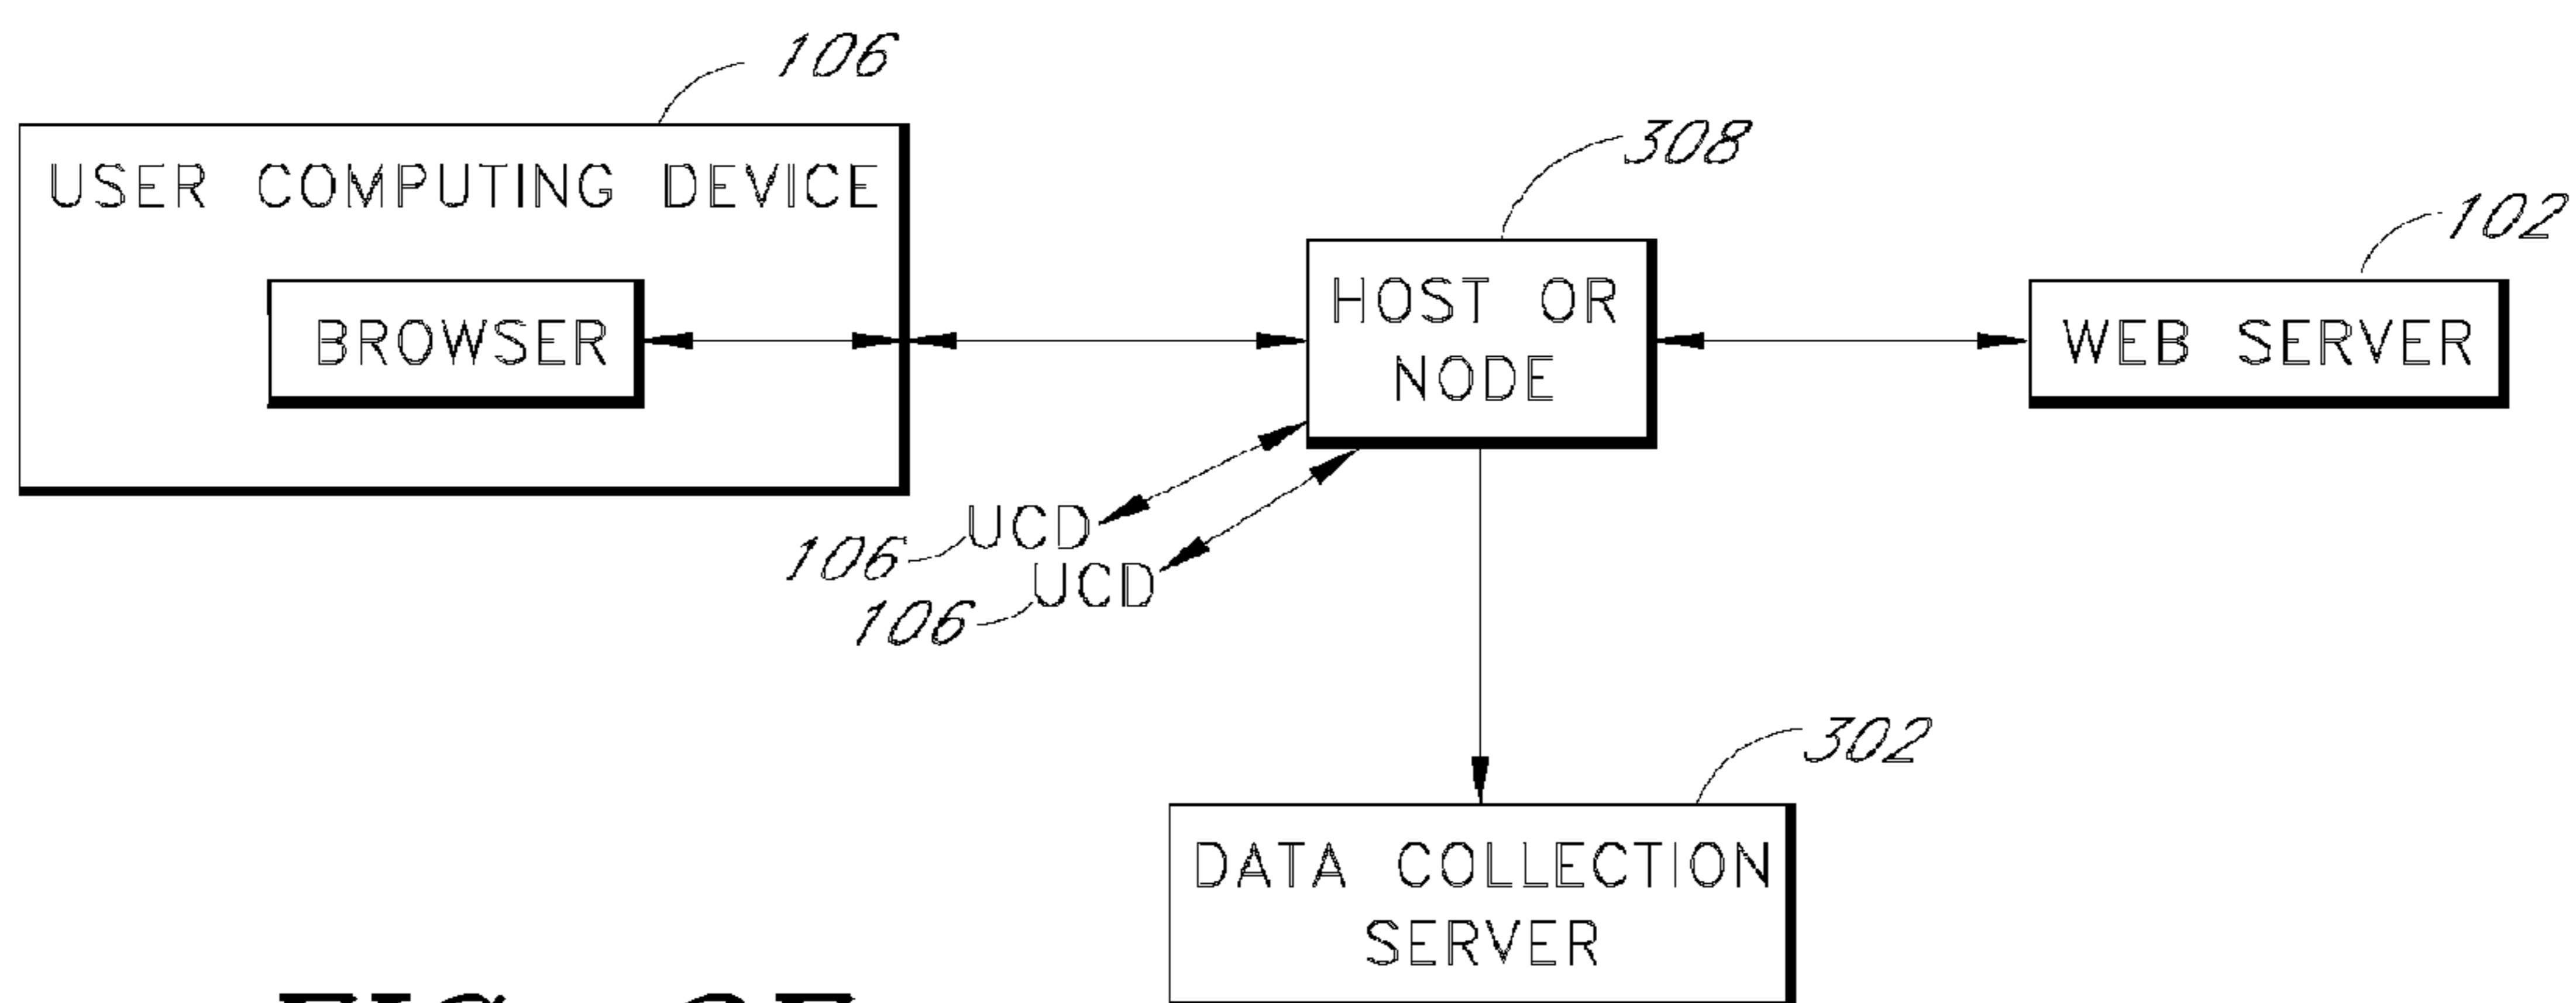 106
308
102
USER COMPUTING DEVICE
HOST OR
NODE
BROWSER
WEB SERVER
UCD
106
UCD
106
302
DATA COLLECTION
SERVER